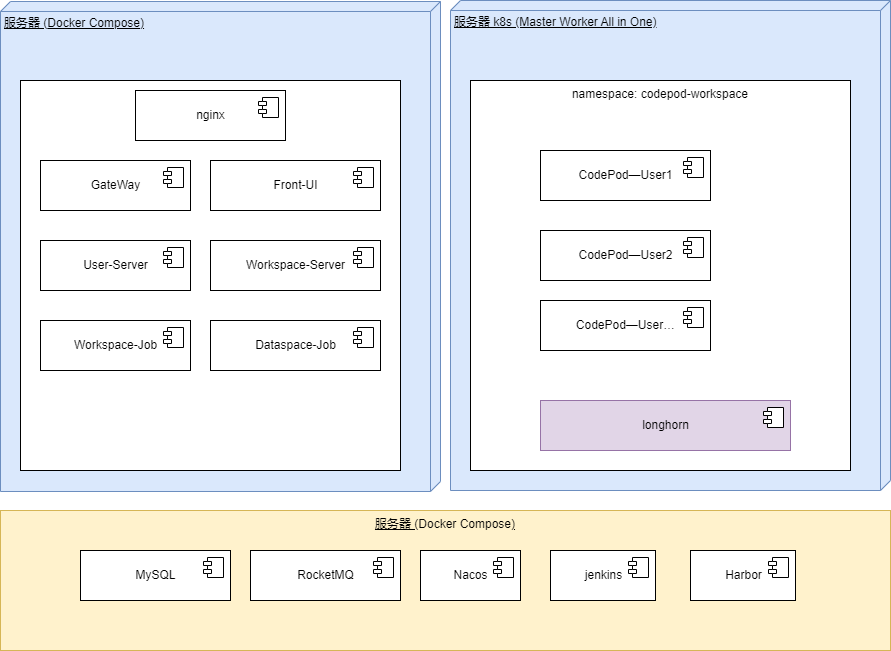 服务器 (Docker Compose)
nginx
GateWay
Front-UI
User-Server
Workspace-Server
Workspace-Job
Dataspace-Job
服务器 k8s (Master Worker All in One)
namespace: codepod-workspace
CodePod—User1
CodePod—User2
CodePod—User...
longhorn
服务器 (Docker Compose)
MySQL
RocketMQ
Nacos
jenkins
Harbor